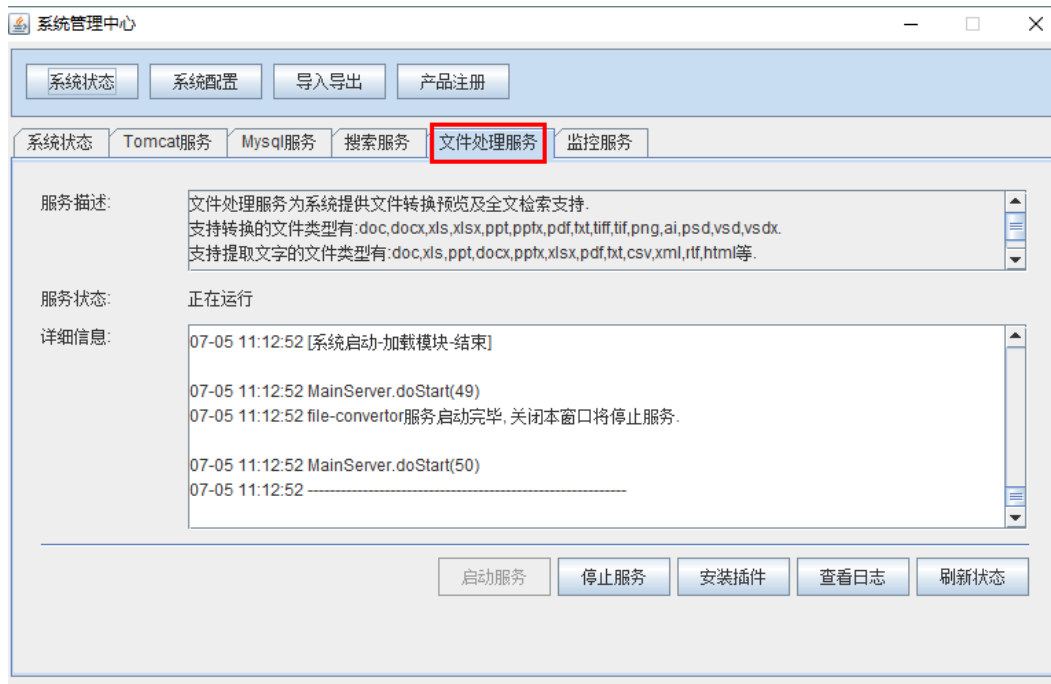 系统管理中心
系统状态 系统配置 导入导出 产品注册
系统状态 Tomcat服务 Mysql服务 搜索服务 文件处理服务 监控服务
服务描述:
文件处理服务为系统提供文件转换预览及全文检索支持.
支持转换的文件类型有:doc,docx,xls,xlsx,ppt,pptx,pdf,txt,tiff,tif,png,ai,psd,vsd,vsdx.
支持提取文字的文件类型有:doc,xls,ppt,docx,pptx,xlsx,pdf,txt,csv,xml,rtf,html等.
服务状态: 正在运行
详细信息:
07-05 11:12:52 [系统启动-加载模块-结束]
07-05 11:12:52 MainServer.doStart(49)
07-05 11:12:52 file-convertor服务启动完毕, 关闭本窗口将停止服务.
07-05 11:12:52 MainServer.doStart(50)
07-05 11:12:52 ----------------------------------------------------------
启动服务 停止服务 安装插件 查看日志 刷新状态